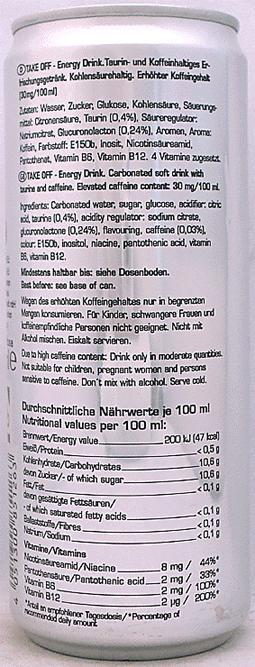 (D) TAKE OFF - Energy Drink. Taurin- und Koffeinhaltiges Er-
frischungsgetränk. Kohlensäurehaltig. Erhöhter Koffeingehalt
(30mg/100ml)
Zutaten: Wasser, Zucker, Glukose, Kohlensäure, Säuerungs-
mittel: Citronensäure, Taurin (0,4%), Säureregulator:
Natriumcitrat, Glucuronolacton (0,24%), Aromen, Aroma:
Koffein, Farbstoff: E150b, Inosit, Nicotinsäureamid,
Pantothenat, Vitamin B6, Vitamin B12. 4 Vitamine zugesetzt.
(GB) TAKE OFF - Energy Drink. Carbonated soft drink with
taurine and caffeine. Elevated caffeine content: 30 mg/100 ml.
Ingredients: Carbonated water, sugar, glucose, acidifier: citric
acid, taurine (0,4%), acidity regulator: sodium citrate,
glucuronolactone (0,24%), flavouring, caffeine (0,03%),
colour: E150b, inositol, niacine, pantothenic acid, vitamin
B6, vitamin B12.
Mindestens haltbar bis: siehe Dosenboden.
Best before: see base of can.
Wegen des erhöhten Koffeingehaltes nur in begrenzten
Mengen konsumieren. Für Kinder, schwangere Frauen und
koffeinempfindliche Personen nicht geeignet. Nicht mit
Alkohol mischen. Eiskalt servieren.
Due to high caffeine content: Drink only in moderate quantities.
Not suitable for children, pregnant women and persons
sensitive to caffeine. Don´t mix with alcohol. Serve cold.
Durchschnittliche Nährwerte je 100 ml
Nutritional values per 100 ml:
Brennwert/Energy value 200 kJ (47 kcal)
Eiweiß/Protein <0,5 g
Kohlenhydrate/Carbohydrates 10,6 g
davon Zucker/- of which sugar 10,6 g
Fett/Fat <0,1 g
davon gesättigte Fettsäuren/
- of which saturated fatty acids <0,1 g
Ballaststoffe/Fibres <0,1 g
Natrium/Sodium <0,1 g
Vitamine/Vitamins
Nicotinsäureamid/Niacine 8 mg / 44%*
Pantothensäure/Pantothenic acid 2 mg / 33%*
Vitamin B6 2 mg / 100%*
Vitamin B12 2 µg / 200%*
*Anteil an empfohlener Tagesdosis/*Percentage of
recommended daily amount